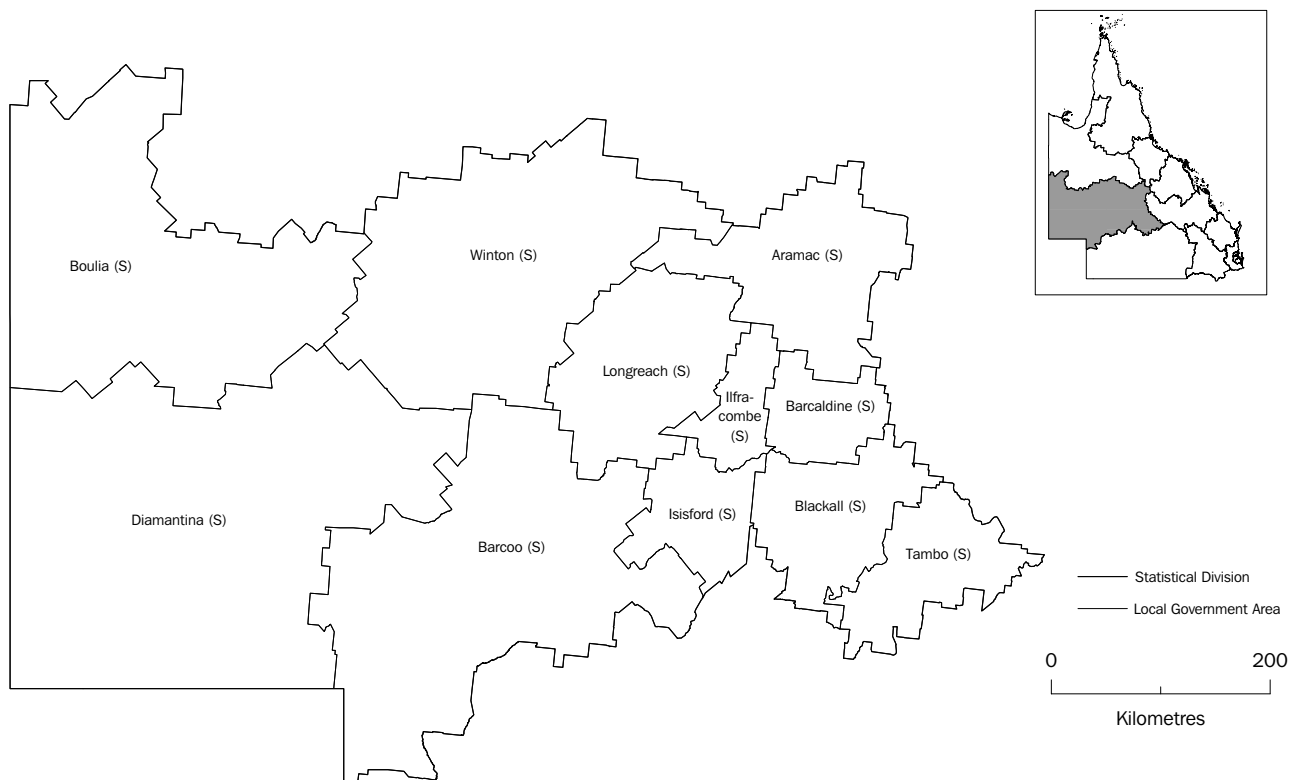 Boulia (S)
Winton (S)
Aramac (S)
Longreach (S)
Ilfra-
combe
(S)
Barcaldine (S)
Diamantina (S)
Barcoo (S)
Isisford (S)
Blackall (S)
Tambo (S)
Statistical Division
Local Government Area
0 200
Kilometres